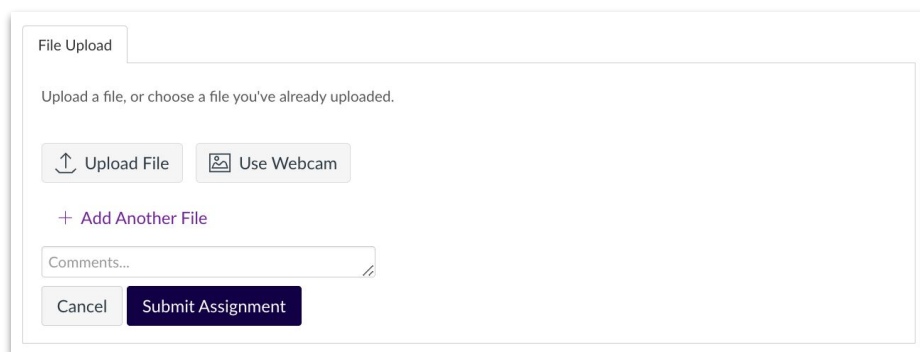 File Upload
Upload a file, or choose a file you've already uploaded.
Upload File Use Webcam
+ Add Another File
Comments...
Cancel Submit Assignment